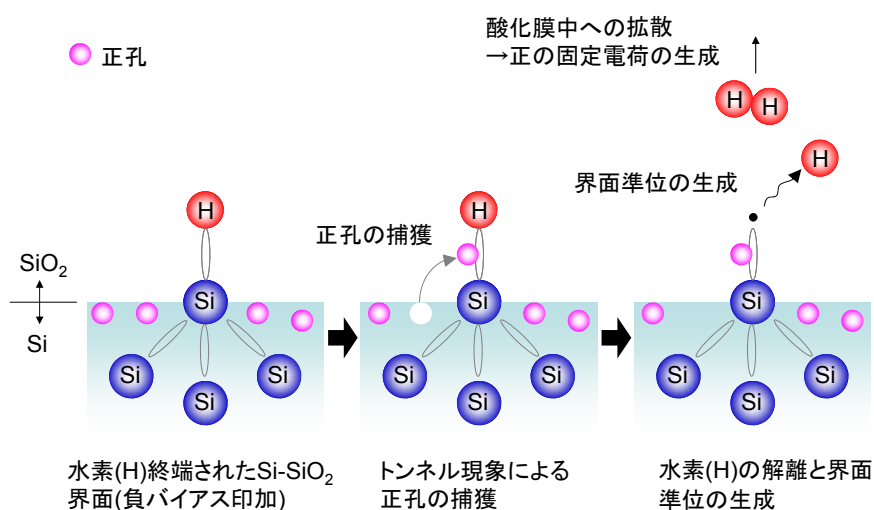 正孔
酸化膜中への拡散
→正の固定電荷の生成
H
H
H
界面準位の生成
H
H
正孔の捕獲
SiO2
Si
Si
Si
Si
Si
Si
Si
Si
Si
Si
Si
Si
Si
水素(H)終端されたSi-SiO2
界面(負バイアス印加)
トンネル現象による
正孔の捕獲
水素(H)の解離と界面
準位の生成